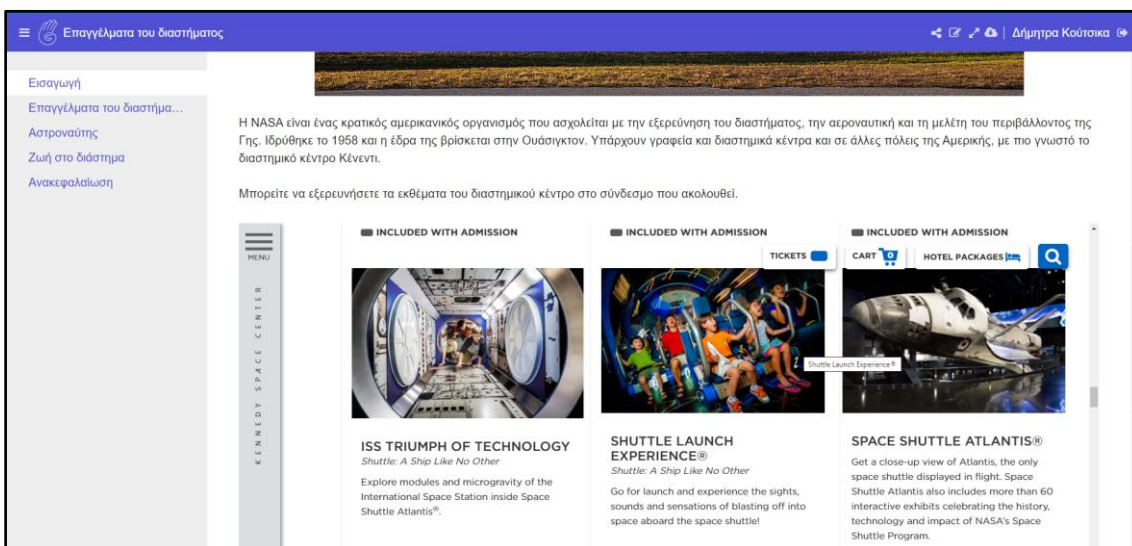 Επαγγέλματα του διαστήματος
Δήμητρα Κούτσικα
Εισαγωγή
Επαγγέλματα του διαστήμα...
Αστροναύτης
Ζωή στο διάστημα
Ανακεφαλαίωση
Η NASA είναι ένας κρατικός αμερικανικός οργανισμός που ασχολείται με την εξερεύνηση του διαστήματος, την αεροναυτική και τη μελέτη του περιβάλλοντος της
Γης. Ιδρύθηκε το 1958 και η έδρα της βρίσκεται στην Ουάσιγκτον. Υπάρχουν γραφεία και διαστημικά κέντρα και σε άλλες πόλεις της Αμερικής, με πιο γνωστό το
διαστημικό κέντρο Κένεντι.
Μπορείτε να εξερευνήσετε τα εκθέματα του διαστημικού κέντρο στο σύνδεσμο που ακολουθεί.
MENU
KENNEDY SPACE CENTER
INCLUDED WITH ADMISSION
INCLUDED WITH ADMISSION
INCLUDED WITH ADMISSION
TICKETS
CART 0
HOTEL PACKAGES
Shuttle Launch Experience®
ISS TRIUMPH OF TECHNOLOGY
Shuttle: A Ship Like No Other
Explore modules and microgravity of the
International Space Station inside Space
Shuttle Atlantis®.
SHUTTLE LAUNCH
EXPERIENCE®
Shuttle: A Ship Like No Other
Go for launch and experience the sights,
sounds and sensations of blasting off into
space aboard the space shuttle!
SPACE SHUTTLE ATLANTIS®
Get a close-up view of Atlantis, the only
space shuttle displayed in flight. Space
Shuttle Atlantis also includes more than 60
interactive exhibits celebrating the history,
technology and impact of NASA's Space
Shuttle Program.